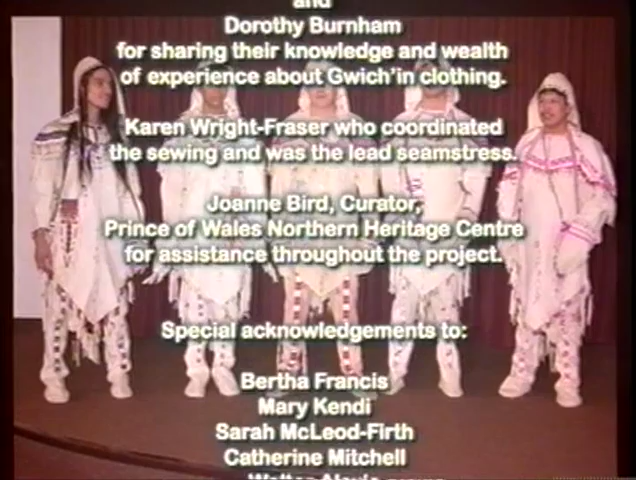 and
Dorothy Burnham
for sharing their knowledge and wealth
of experience about Gwich'in clothing.
Karen Wright-Fraser who coordinated
the sewing and was the lead seamstress.
Joanne Bird, Curator,
Prince of Wales Northern Heritage Centre
for assistance throughout the project.
Special acknowledgements to:
Bertha Francis
Mary Kendi
Sarah McLeod-Firth
Catherine Mitchell